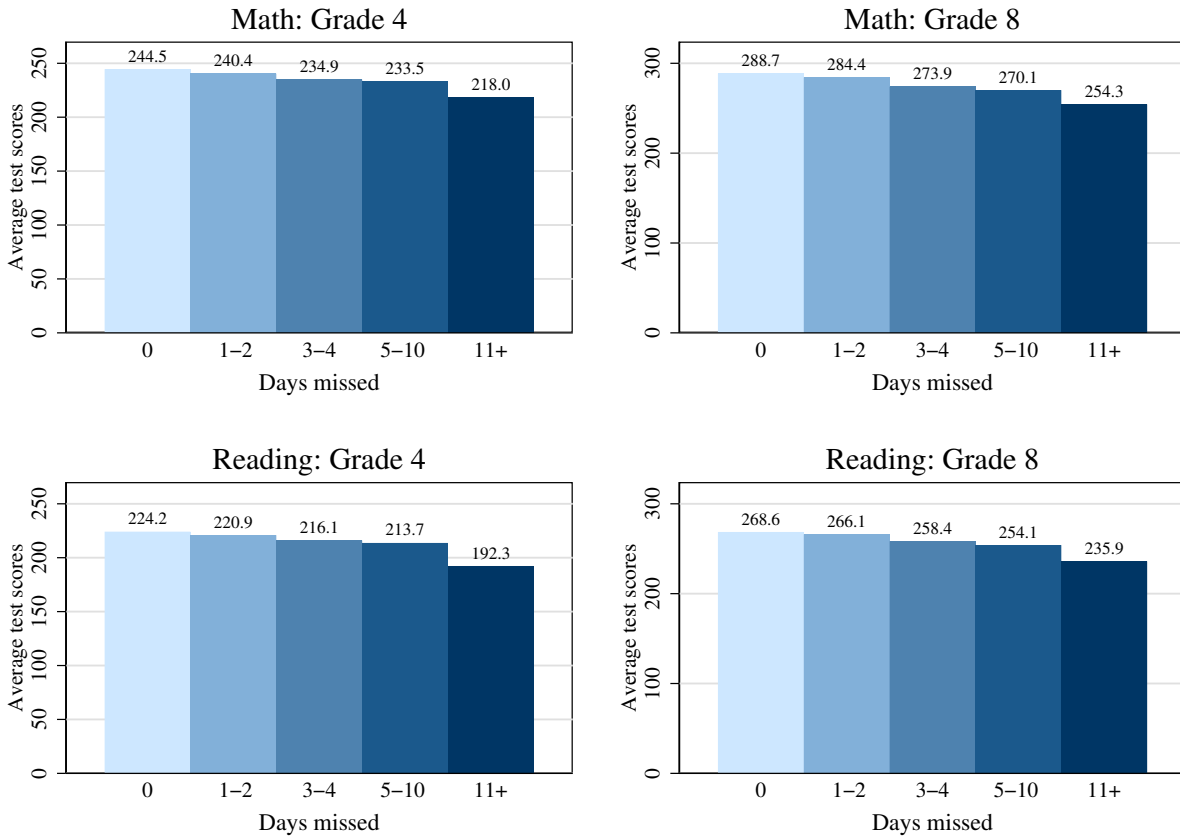 Math: Grade 4
Average test scores
250
200
150
100
50
0
244.5 240.4 234.9 233.5 218.0
0 1−2 3−4 5−10 11+
Days missed
Math: Grade 8
Average test scores
300
200
100
0
288.7 284.4 273.9 270.1 254.3
0 1−2 3−4 5−10 11+
Days missed
Reading: Grade 4
Average test scores
250
200
150
100
50
0
224.2 220.9 216.1 213.7 192.3
0 1−2 3−4 5−10 11+
Days missed
Reading: Grade 8
Average test scores
300
200
100
0
268.6 266.1 258.4 254.1 235.9
0 1−2 3−4 5−10 11+
Days missed